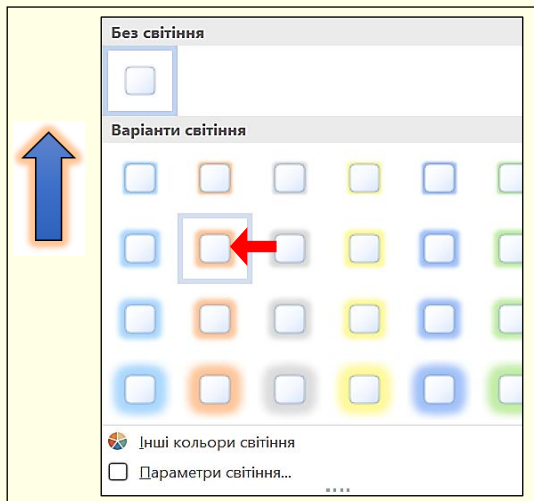 Без світіння
Варіанти світіння
Інші кольори світіння
Параметри світіння...